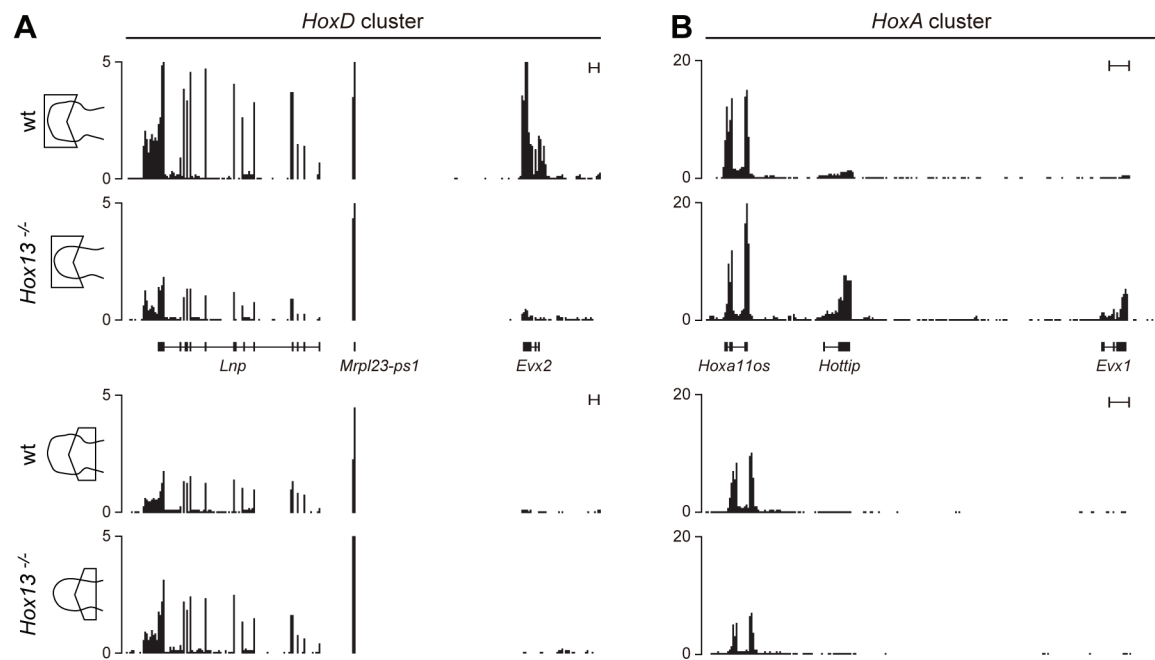 A
HoxD cluster
B
HoxA cluster
wt
5
0
20
0
Hox13 -/-
5
0
20
0
Lnp
Mrpl23-ps1
Evx2
Hoxa11os
Hottip
Evx1
wt
5
0
20
0
Hox13 -/-
5
0
20
0